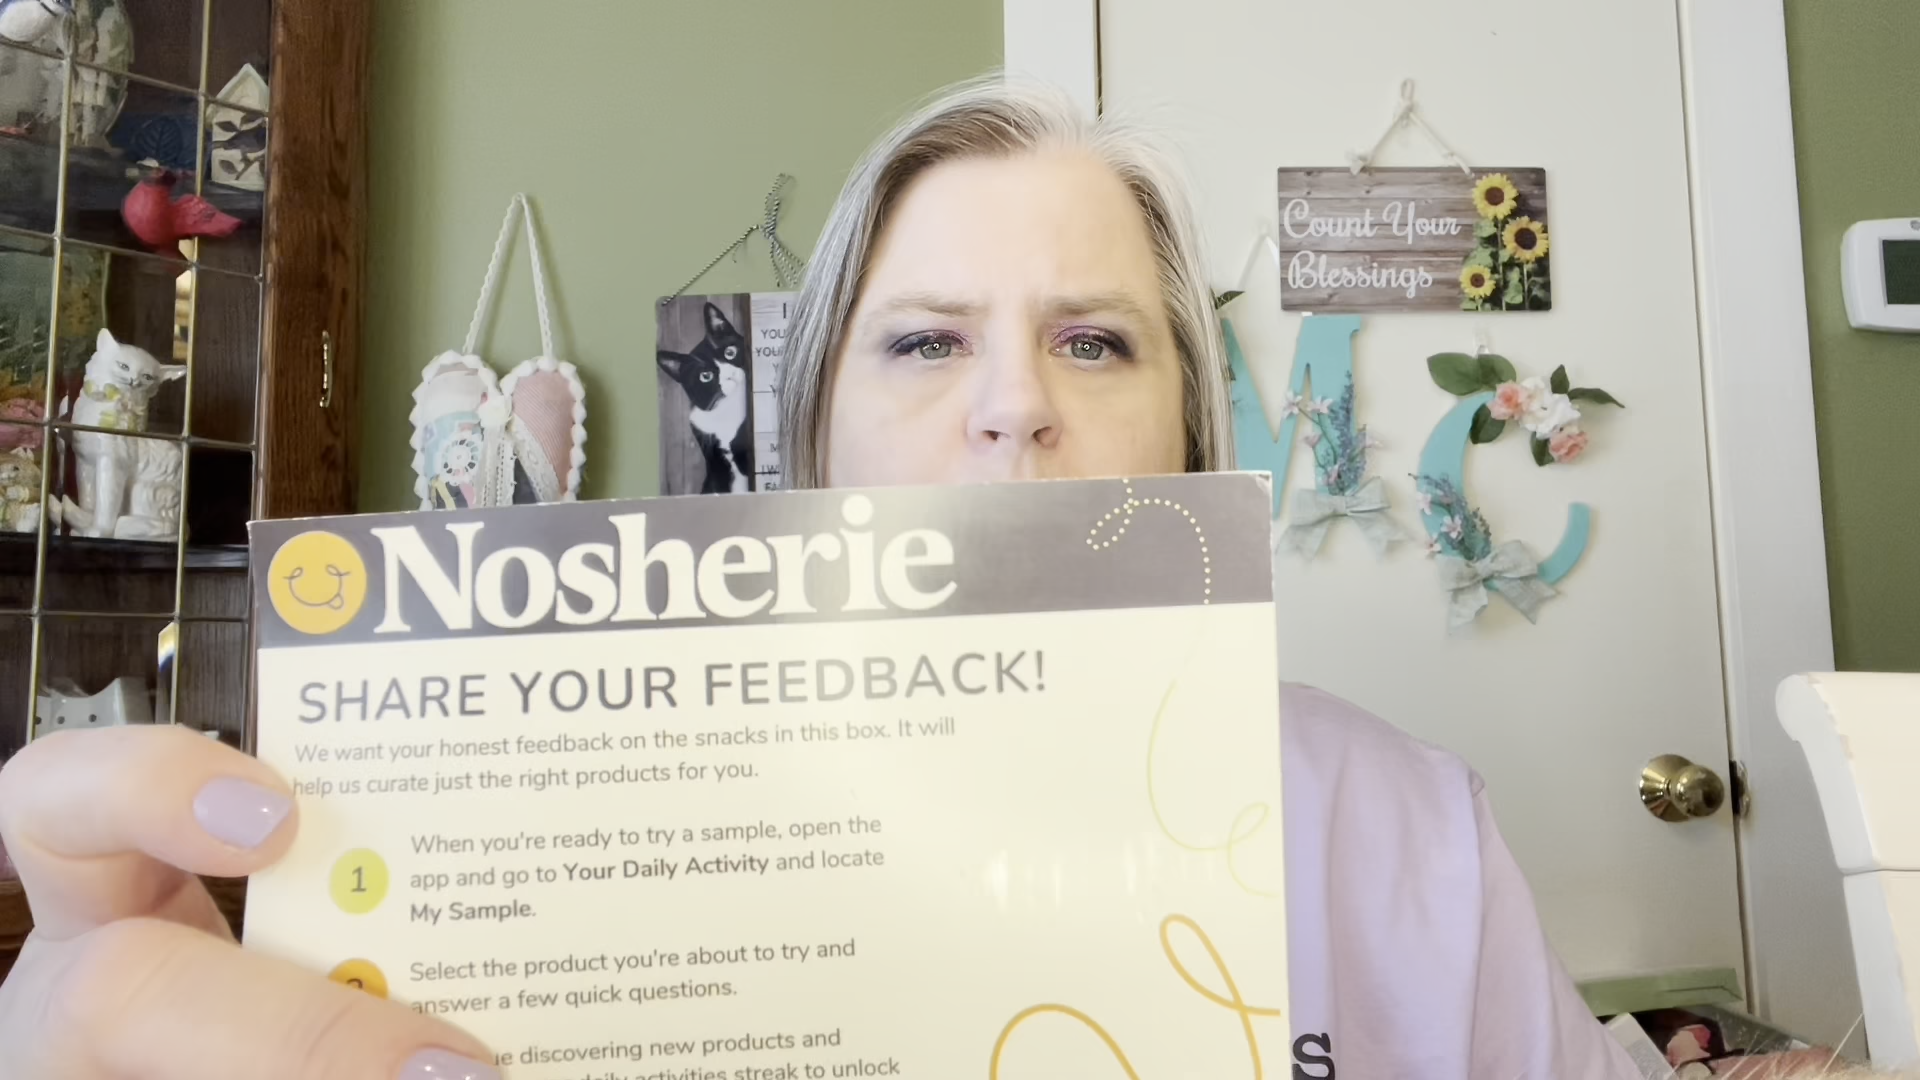 Count Your
Blessings
I
YOU
M C
Nosherie
SHARE YOUR FEEDBACK!
We want your honest feedback on the snacks in this box. It will
help us curate just the right products for you.
1
When you're ready to try a sample, open the
app and go to Your Daily Activity and locate
My Sample.
2
Select the product you're about to try and
answer a few quick questions.
discovering new products and
daily activities streak to unlock
S